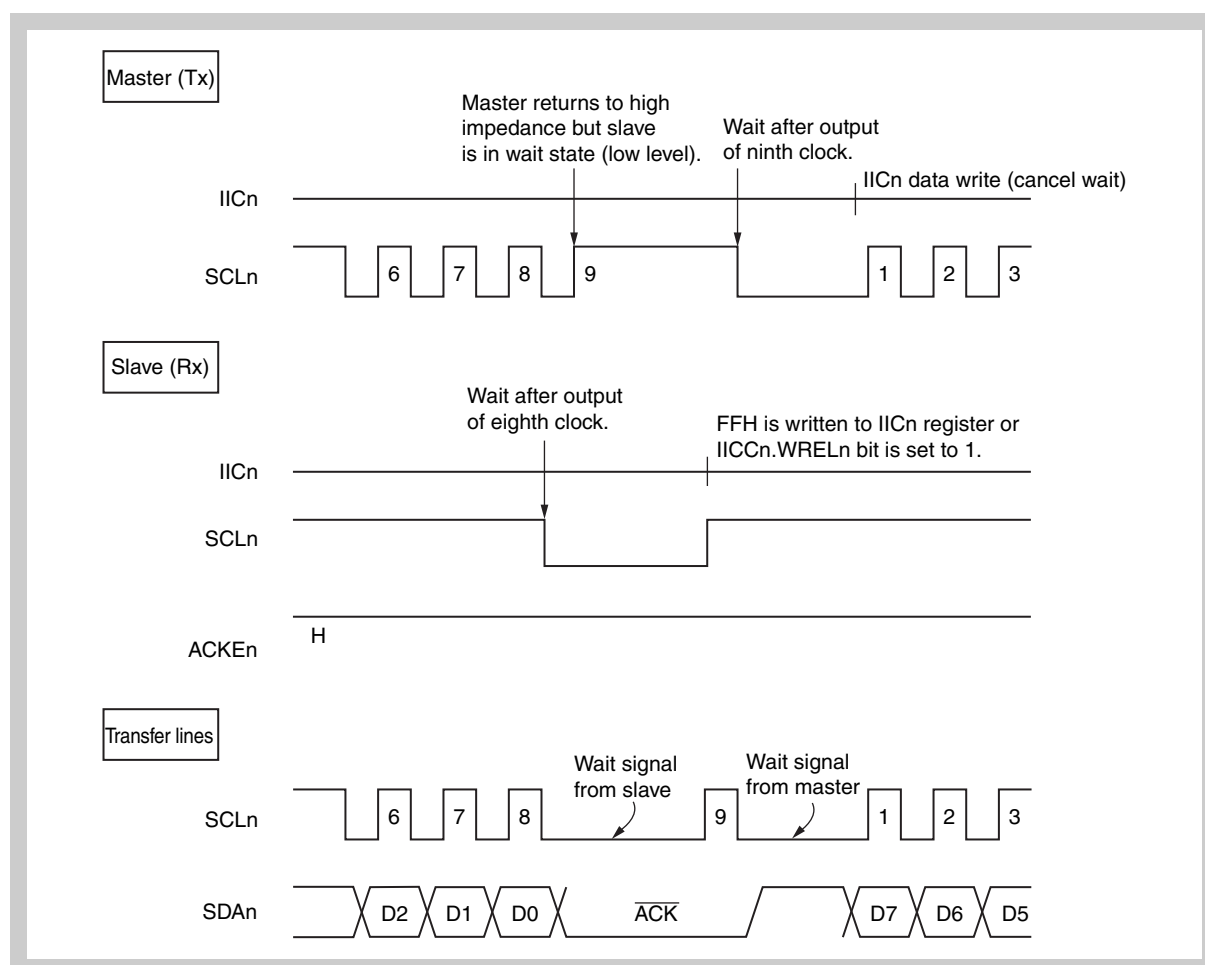 Master (Tx)
Master returns to high
impedance but slave
is in wait state (low level).
Wait after output
of ninth clock.
IICn data write (cancel wait)
IICn
SCLn
6 7 8 9 1 2 3
Slave (Rx)
Wait after output
of eighth clock.
FFH is written to IICn register or
IICCn.WRELn bit is set to 1.
IICn
SCLn
H
ACKEn
Transfer lines
Wait signal
from slave
Wait signal
from master
SCLn
6 7 8 9 1 2 3
SDAn
D2 D1 D0 A̅C̅K̅ D7 D6 D5